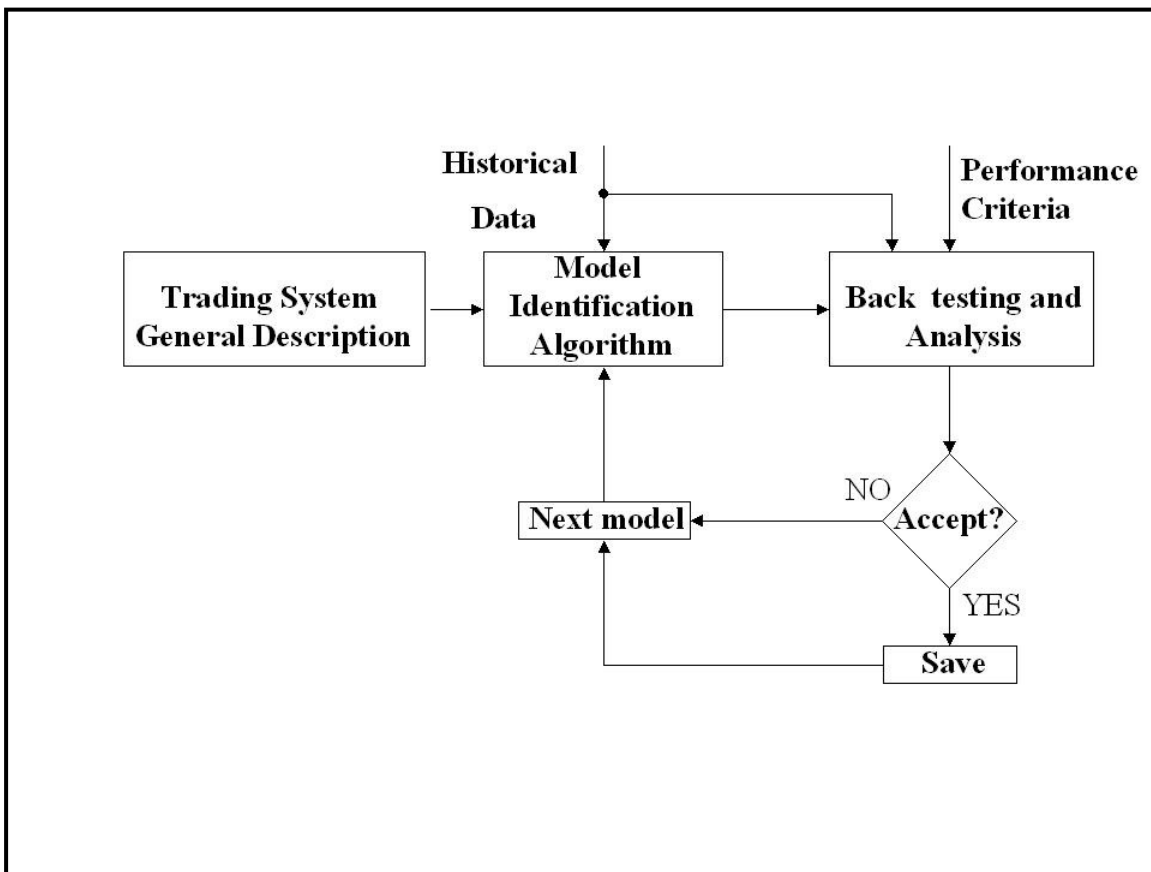 Historical
Data
Performance
Criteria
Trading System
General Description
Model
Identification
Algorithm
Back testing and
Analysis
NO
Accept?
Next model
YES
Save